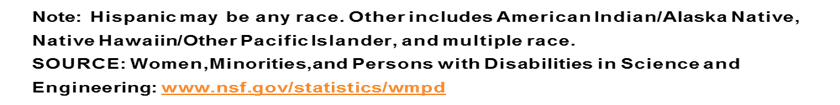 Note: Hispanic may be any race. Other includes American Indian/Alaska Native,
Native Hawaiin/Other Pacific Islander, and multiple race.
SOURCE: Women,Minorities,and Persons with Disabilities in Science and
Engineering: www.nsf.gov/statistics/wmpd